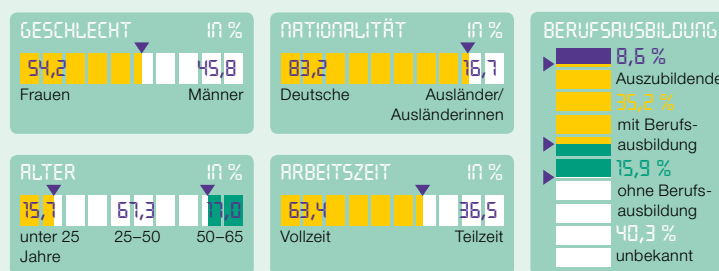 GESCHLECHT IN %
54,2 45,8
Frauen Männer
NATIONALITÄT IN %
83,2 16,7
Deutsche Ausländer/
Ausländerinnen
ALTER IN %
15,7 67,3 17,0
unter 25 25–50 50–65
Jahre
ARBEITSZEIT IN %
63,4 36,5
Vollzeit Teilzeit
BERUFSAUSBILDUNG
8,6 %
Auszubildende
35,2 %
mit Berufs-
ausbildung
15,9 %
ohne Berufs-
ausbildung
40,3 %
unbekannt